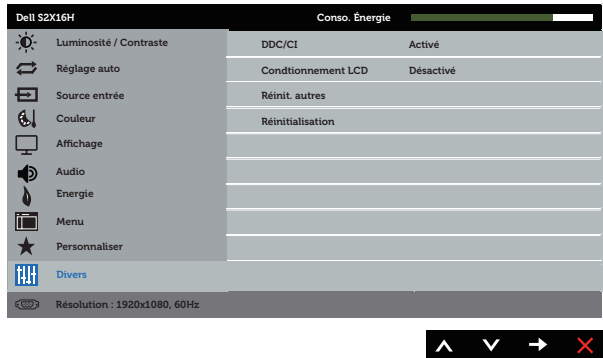 Dell S2X16H Conso. Énergie
Luminosité / Contraste
Réglage auto
Source entrée
Couleur
Affichage
Audio
Energie
Menu
Personnaliser
Divers
DDC/CI Activé
Condtionnement LCD Désactivé
Réinit. autres
Réinitialisation
Résolution : 1920x1080, 60Hz